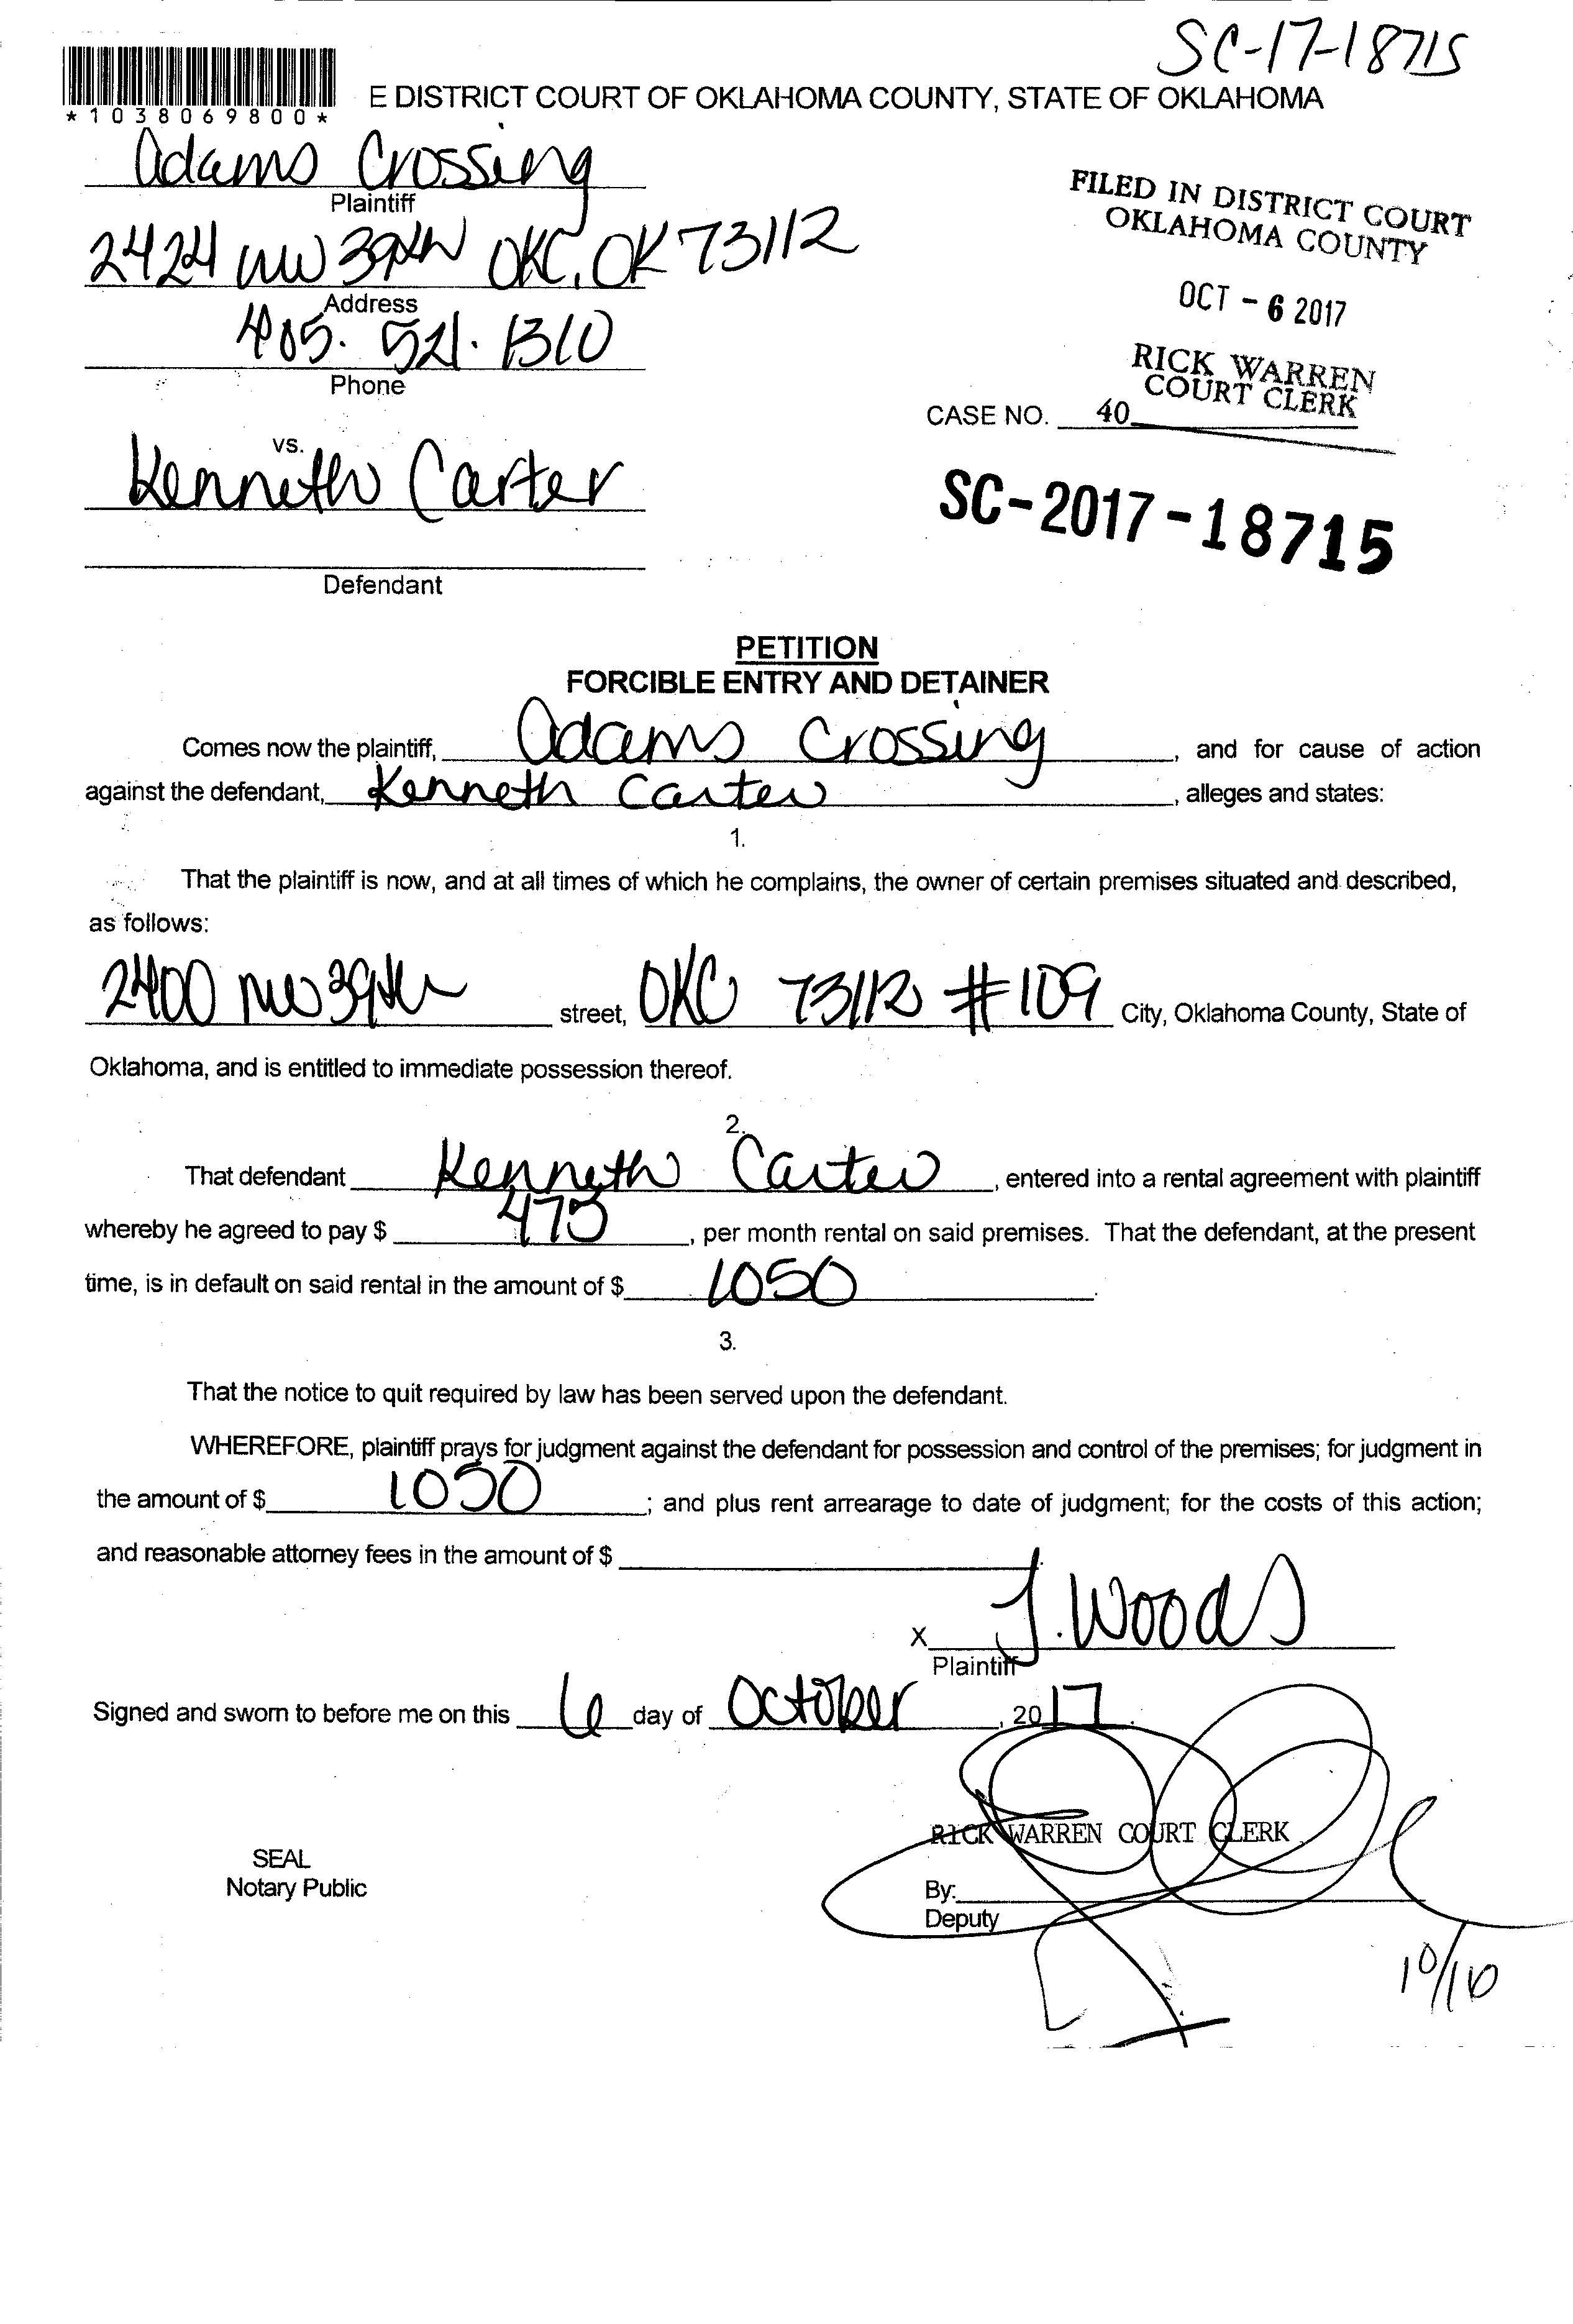 SC-17-18715
*1038069800*
E DISTRICT COURT OF OKLAHOMA COUNTY, STATE OF OKLAHOMA
Adams Crossing
Plaintiff
2424 NW 39th OKC, OK 73112
Address
405. 521. 1310
Phone
FILED IN DISTRICT COURT
OKLAHOMA COUNTY
OCT - 6 2017
RICK WARREN
COURT CLERK
CASE NO. 40
vs.
Kenneth Carter
SC-2017-18715
Defendant
PETITION
FORCIBLE ENTRY AND DETAINER
Comes now the plaintiff, Adams Crossing, and for cause of action
against the defendant, Kenneth Carter, alleges and states:
1.
That the plaintiff is now, and at all times of which he complains, the owner of certain premises situated and described,
as follows:
2400 NW 39th street, OKC 73112 #109 City, Oklahoma County, State of
Oklahoma, and is entitled to immediate possession thereof.
2.
That defendant Kenneth Carter, entered into a rental agreement with plaintiff
whereby he agreed to pay $ 475, per month rental on said premises. That the defendant, at the present
time, is in default on said rental in the amount of $ 1050.
3.
That the notice to quit required by law has been served upon the defendant.
WHEREFORE, plaintiff prays for judgment against the defendant for possession and control of the premises; for judgment in
the amount of $ 1050; and plus rent arrearage to date of judgment; for the costs of this action;
and reasonable attorney fees in the amount of $
X J. Woods
Plaintiff
Signed and sworn to before me on this 6 day of October, 2017.
RICK WARREN COURT CLERK
SEAL
Notary Public
By:
Deputy
10/10